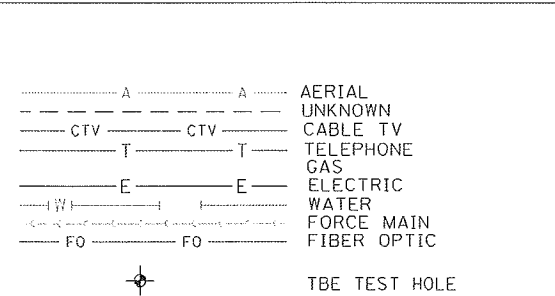 A A AERIAL
UNKNOWN
CTV CTV CABLE TV
T T TELEPHONE
GAS
E E ELECTRIC
W WATER
FORCE MAIN
FO FO FIBER OPTIC
TBE TEST HOLE